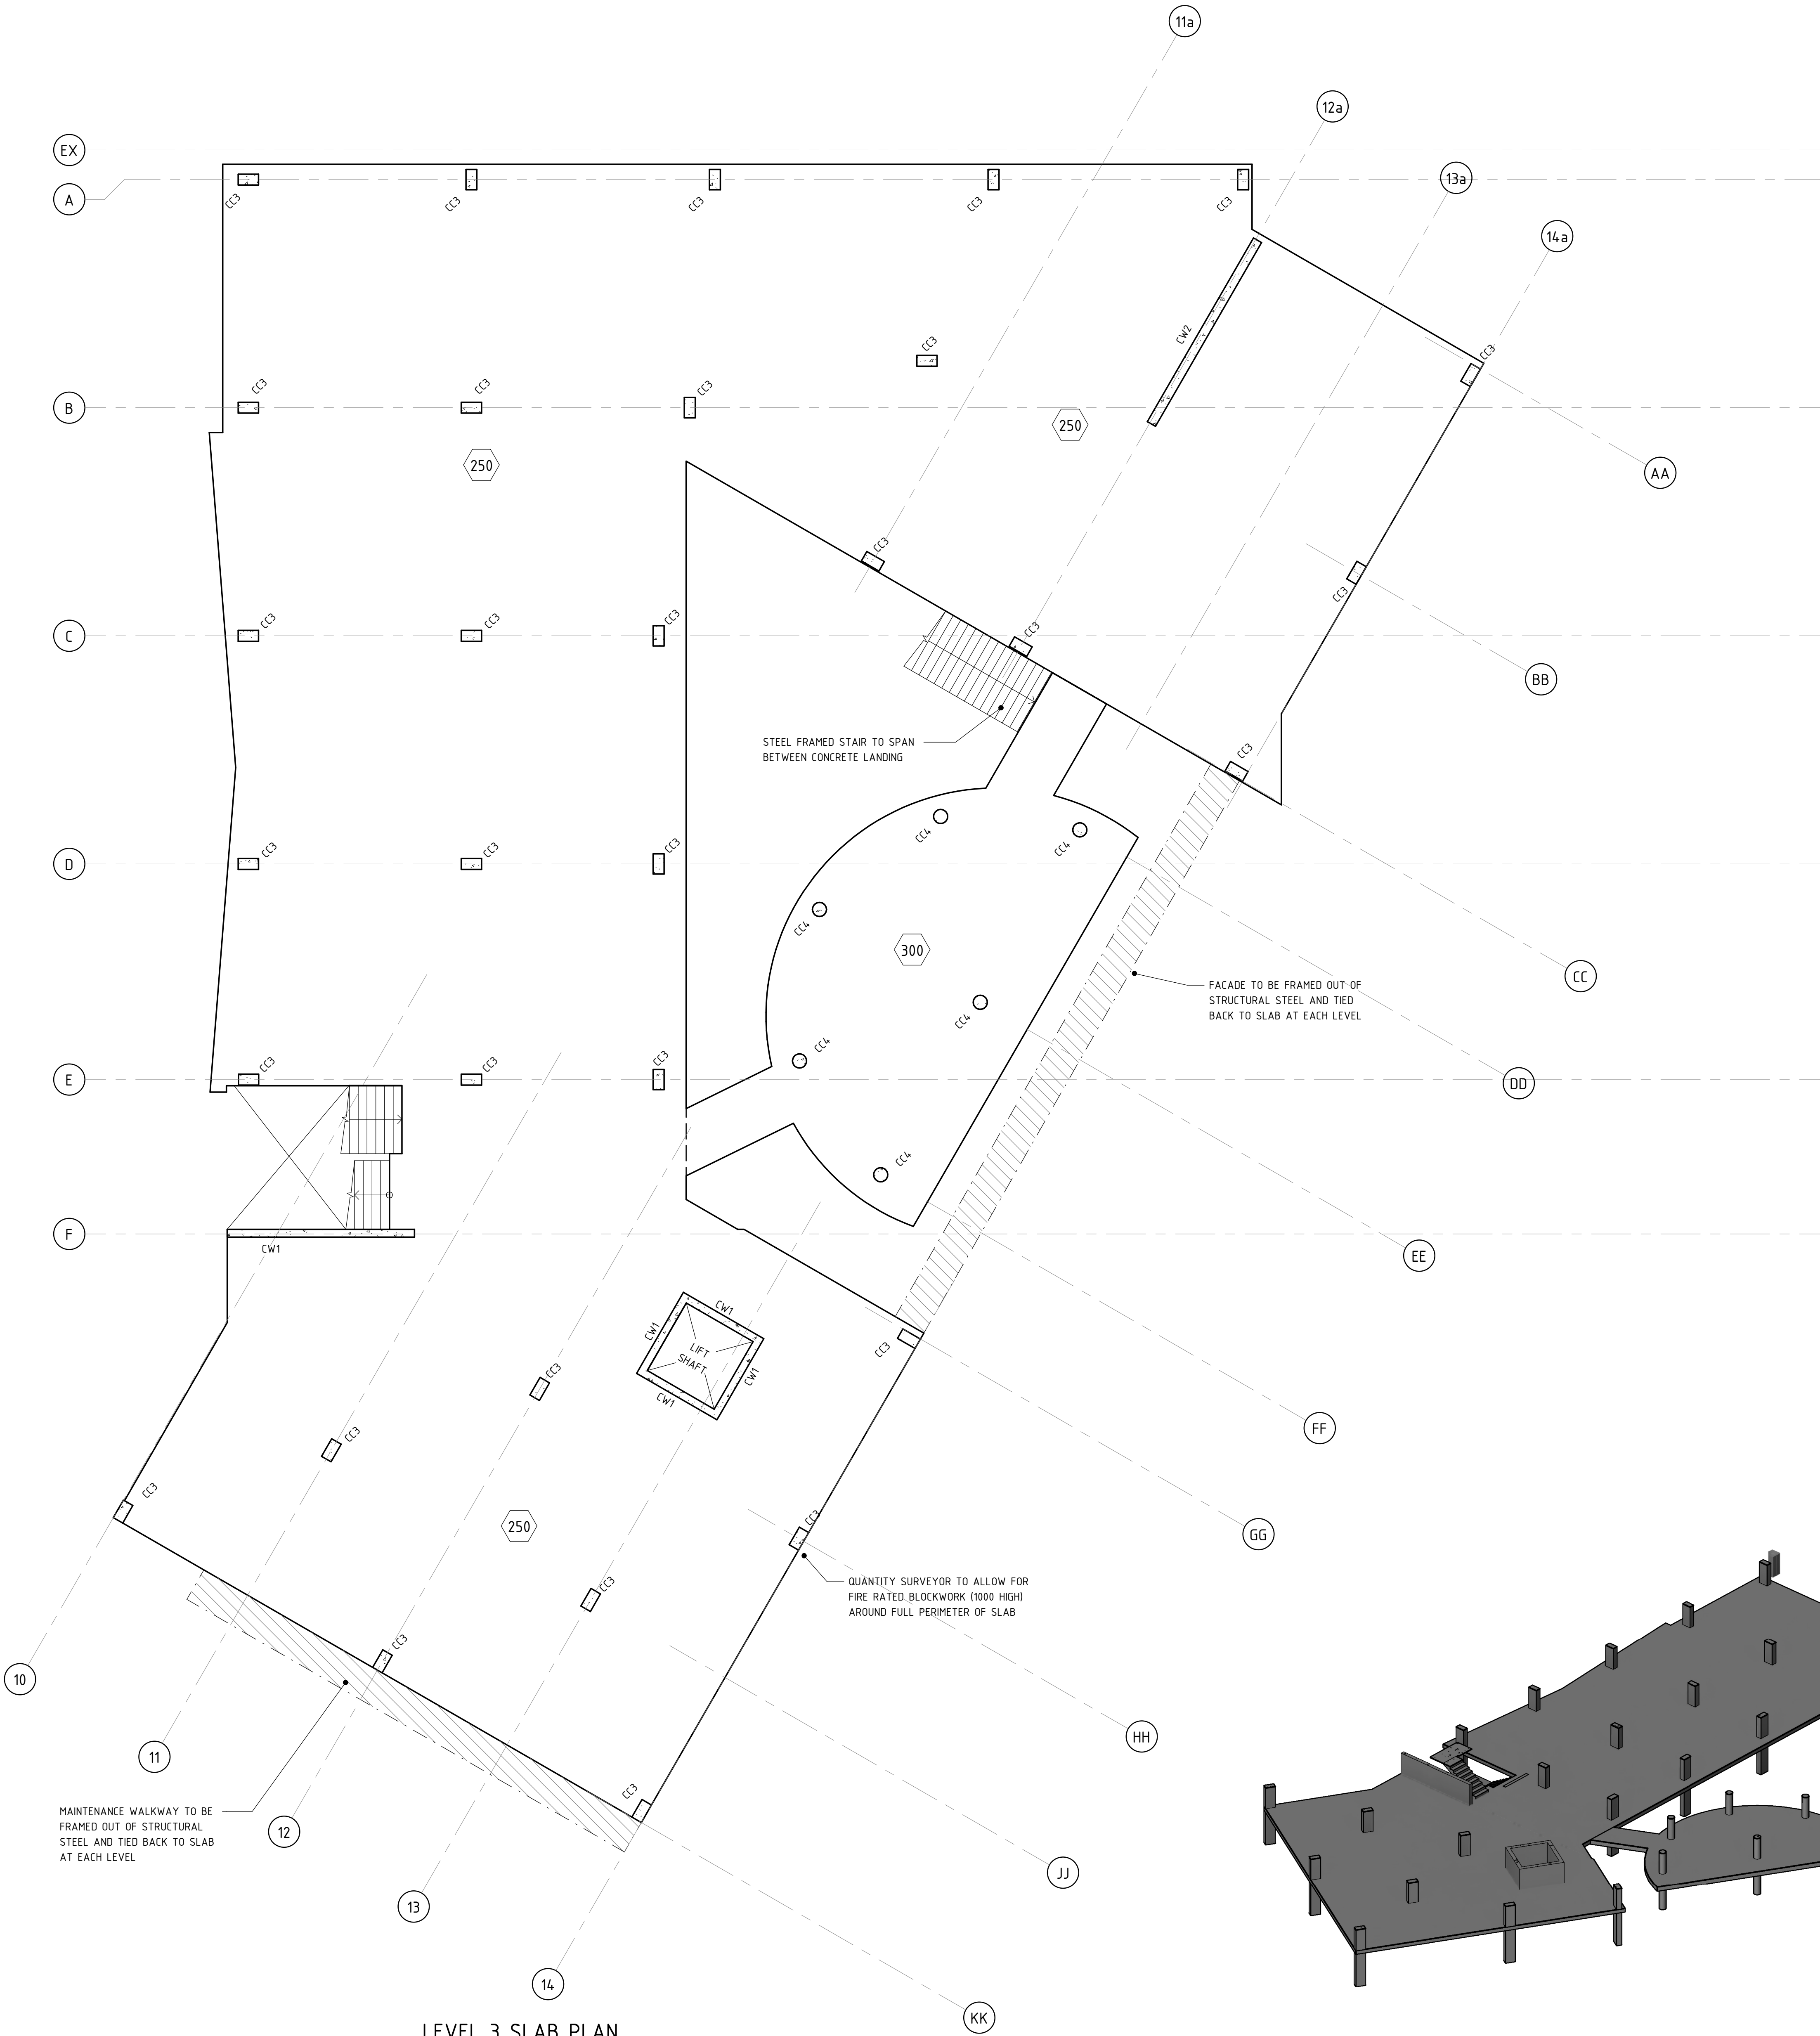 11a
12a
EX
13a
A
CC3
CC3
CC3
CC3
CC3
14a
CW2
CC3
CC3
B
CC3
CC3
CC3
250
250
AA
CC3
CC3
C
CC3
CC3
CC3
CC3
BB
STEEL FRAMED STAIR TO SPAN
BETWEEN CONCRETE LANDING
CC3
CC4
CC4
D
CC3
CC3
CC3
CC4
300
CC
FACADE TO BE FRAMED OUT OF
STRUCTURAL STEEL AND TIED
BACK TO SLAB AT EACH LEVEL
CC4
CC4
E
CC3
CC3
CC3
DD
CC4
F
CW1
EE
CW1
CW1
LIFT
SHAFT
CW1
CW1
CC3
CC3
CC3
FF
CC3
250
CC3
GG
QUANTITY SURVEYOR TO ALLOW FOR
FIRE RATED BLOCKWORK (1000 HIGH)
AROUND FULL PERIMETER OF SLAB
CC3
CC3
10
HH
11
CC3
MAINTENANCE WALKWAY TO BE
FRAMED OUT OF STRUCTURAL
STEEL AND TIED BACK TO SLAB
AT EACH LEVEL
12
JJ
13
14
KK
LEVEL 3 SLAB PLAN